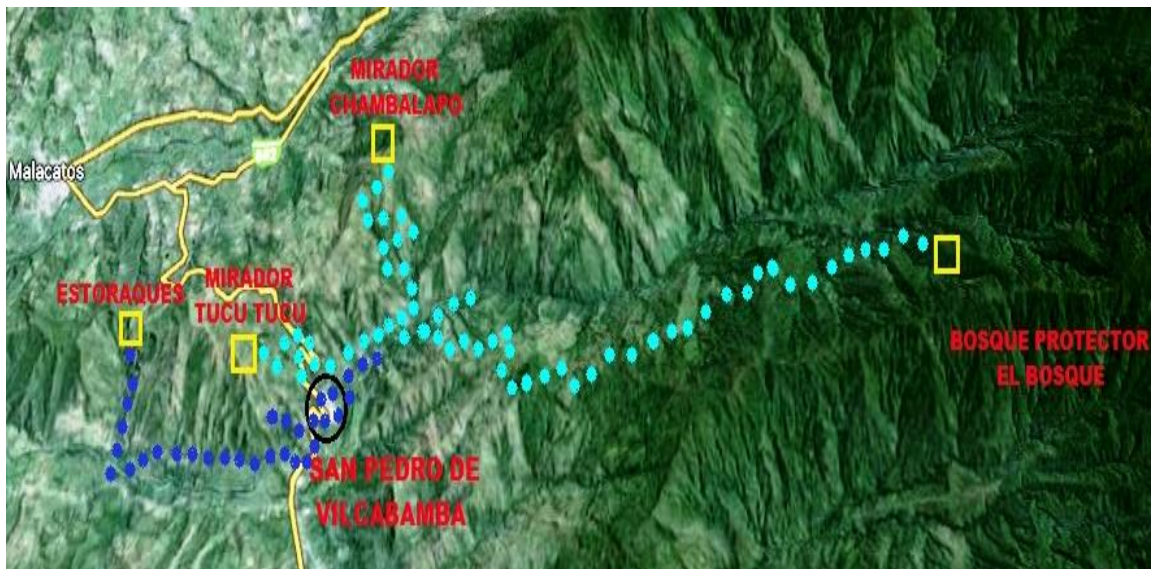 MIRADOR
CHAMBALAPO
Malacatos
ESTORAQUES
MIRADOR
TUCU TUCU
BOSQUE PROTECTOR
EL BOSQUE
SAN PEDRO DE
VILCABAMBA